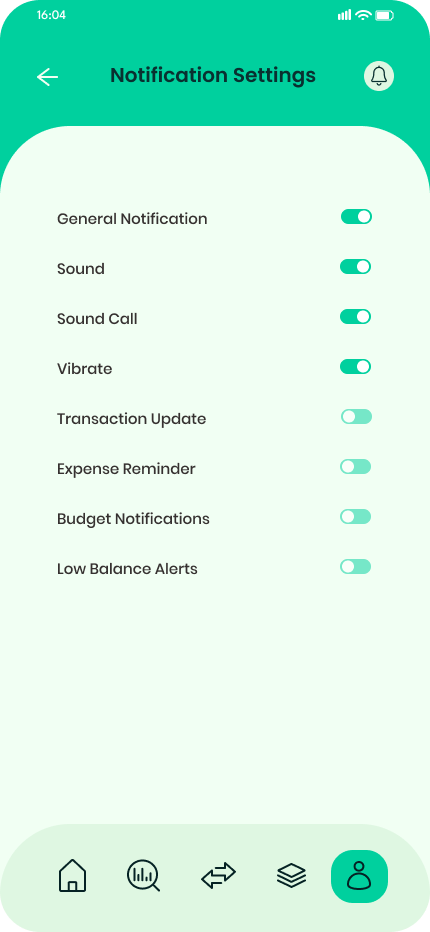 16:04
Notification Settings
General Notification
Sound
Sound Call
Vibrate
Transaction Update
Expense Reminder
Budget Notifications
Low Balance Alerts